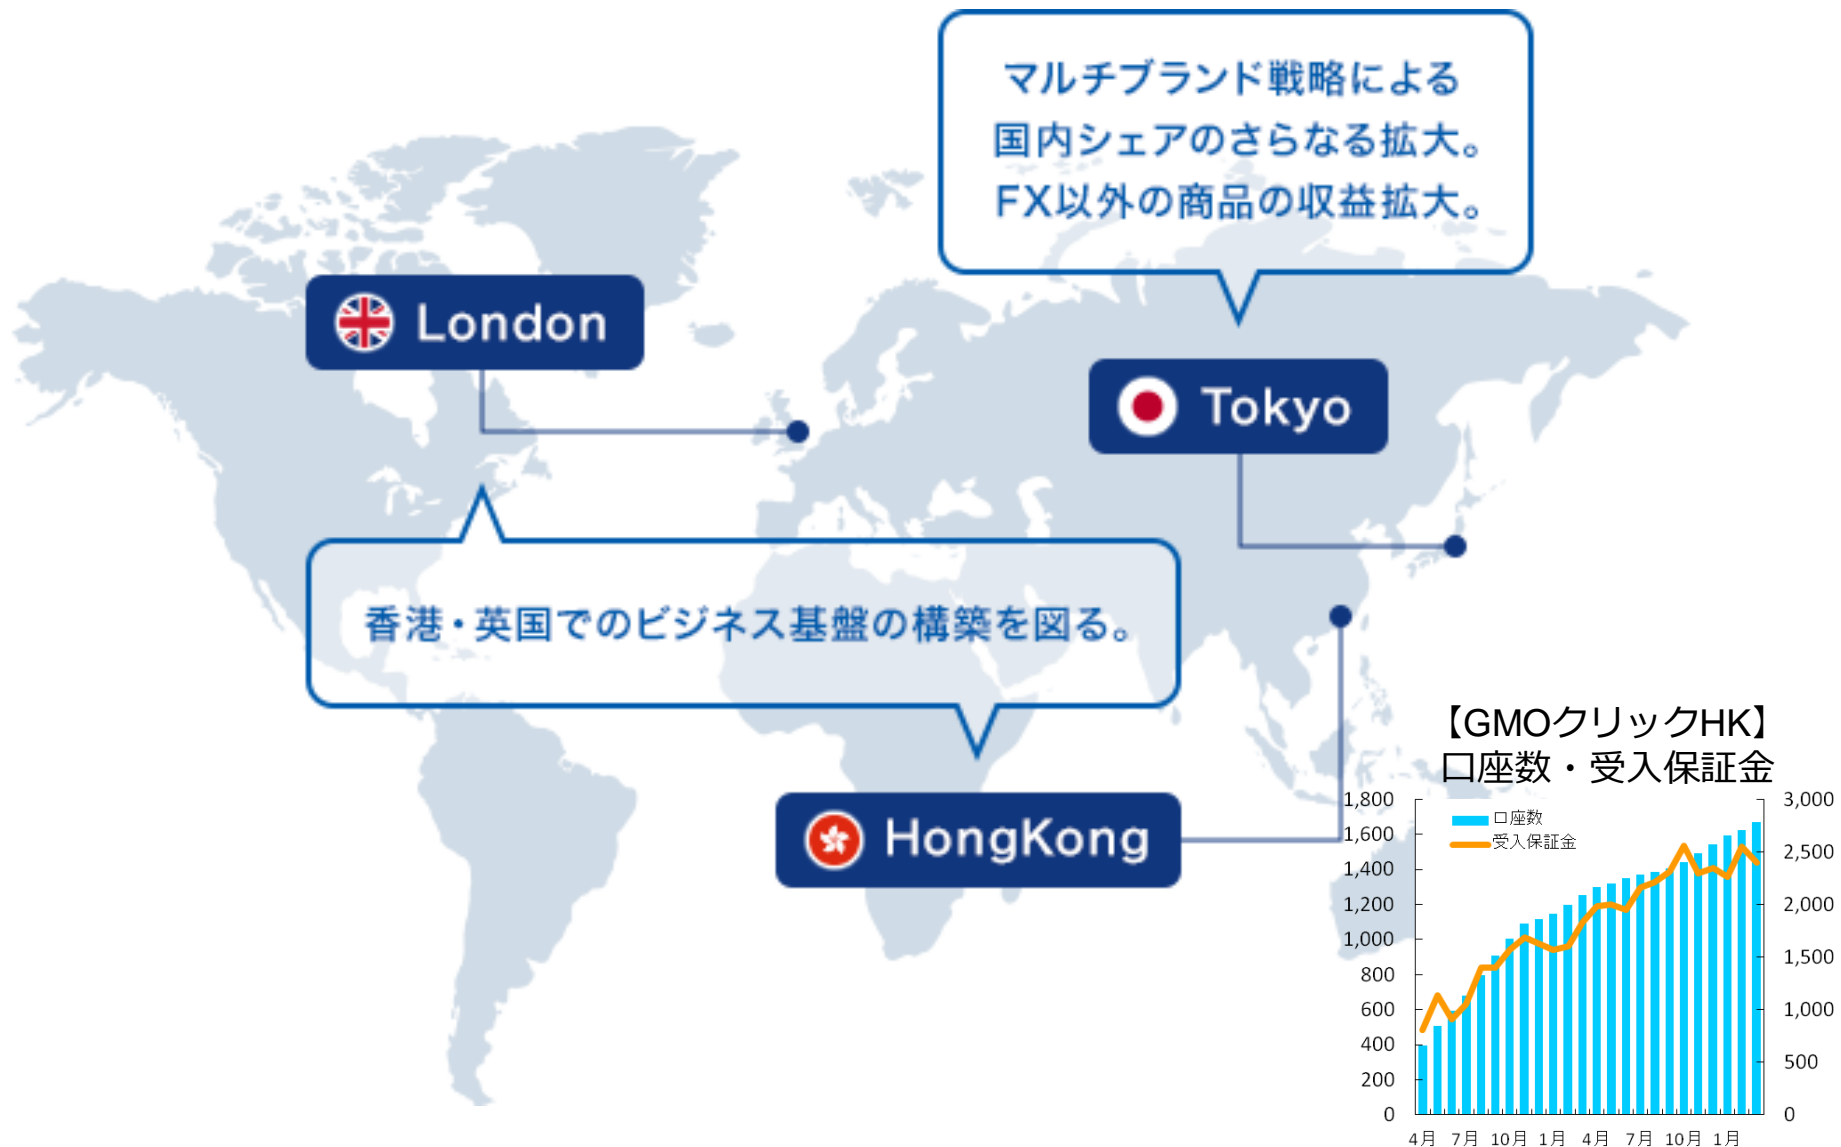 マルチブランド戦略による
国内シェアのさらなる拡大。
FX以外の商品の収益拡大。
London
Tokyo
香港・英国でのビジネス基盤の構築を図る。
HongKong
【GMOクリックHK】
口座数・受入保証金
口座数
受入保証金
1,800
1,600
1,400
1,200
1,000
800
600
400
200
0
3,000
2,500
2,000
1,500
1,000
500
0
4月 7月 10月 1月 4月 7月 10月 1月